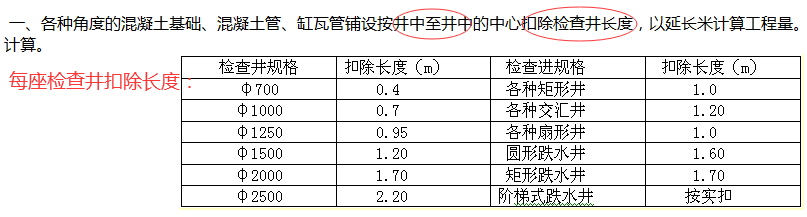 一、各种角度的混凝土基础、混凝土管、缸瓦管铺设按井中至井中的中心扣除检查井长度，以延长米计算工程量。
计算。
每座检查井扣除长度：
检查井规格 扣除长度（m） 检查进规格 扣除长度（m）
Φ700 0.4 各种矩形井 1.0
Φ1000 0.7 各种交汇井 1.20
Φ1250 0.95 各种扇形井 1.0
Φ1500 1.20 圆形跌水井 1.60
Φ2000 1.70 矩形跌水井 1.70
Φ2500 2.20 阶梯式跌水井 按实扣